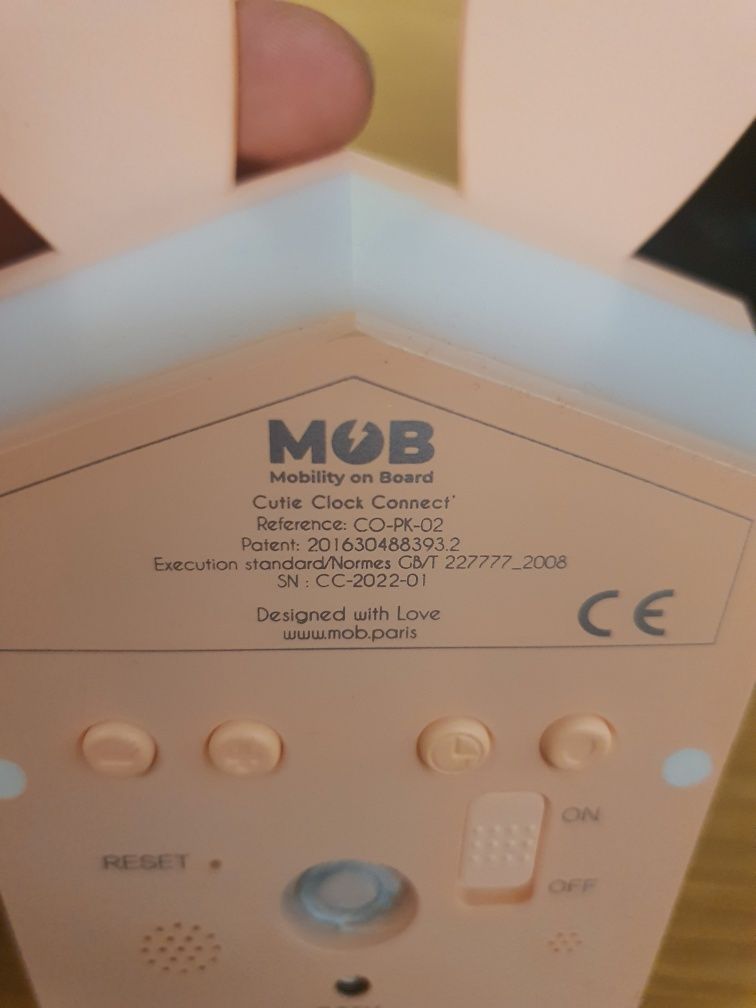 MOB
Mobility on Board
Cutie Clock Connect'
Reference: CO-PK-02
Patent: 201630488393.2
Execution standard/Normes GB/T 227777_2008
SN : CC-2022-01
Designed with Love
www.mob.paris
CE
ON
RESET
OFF